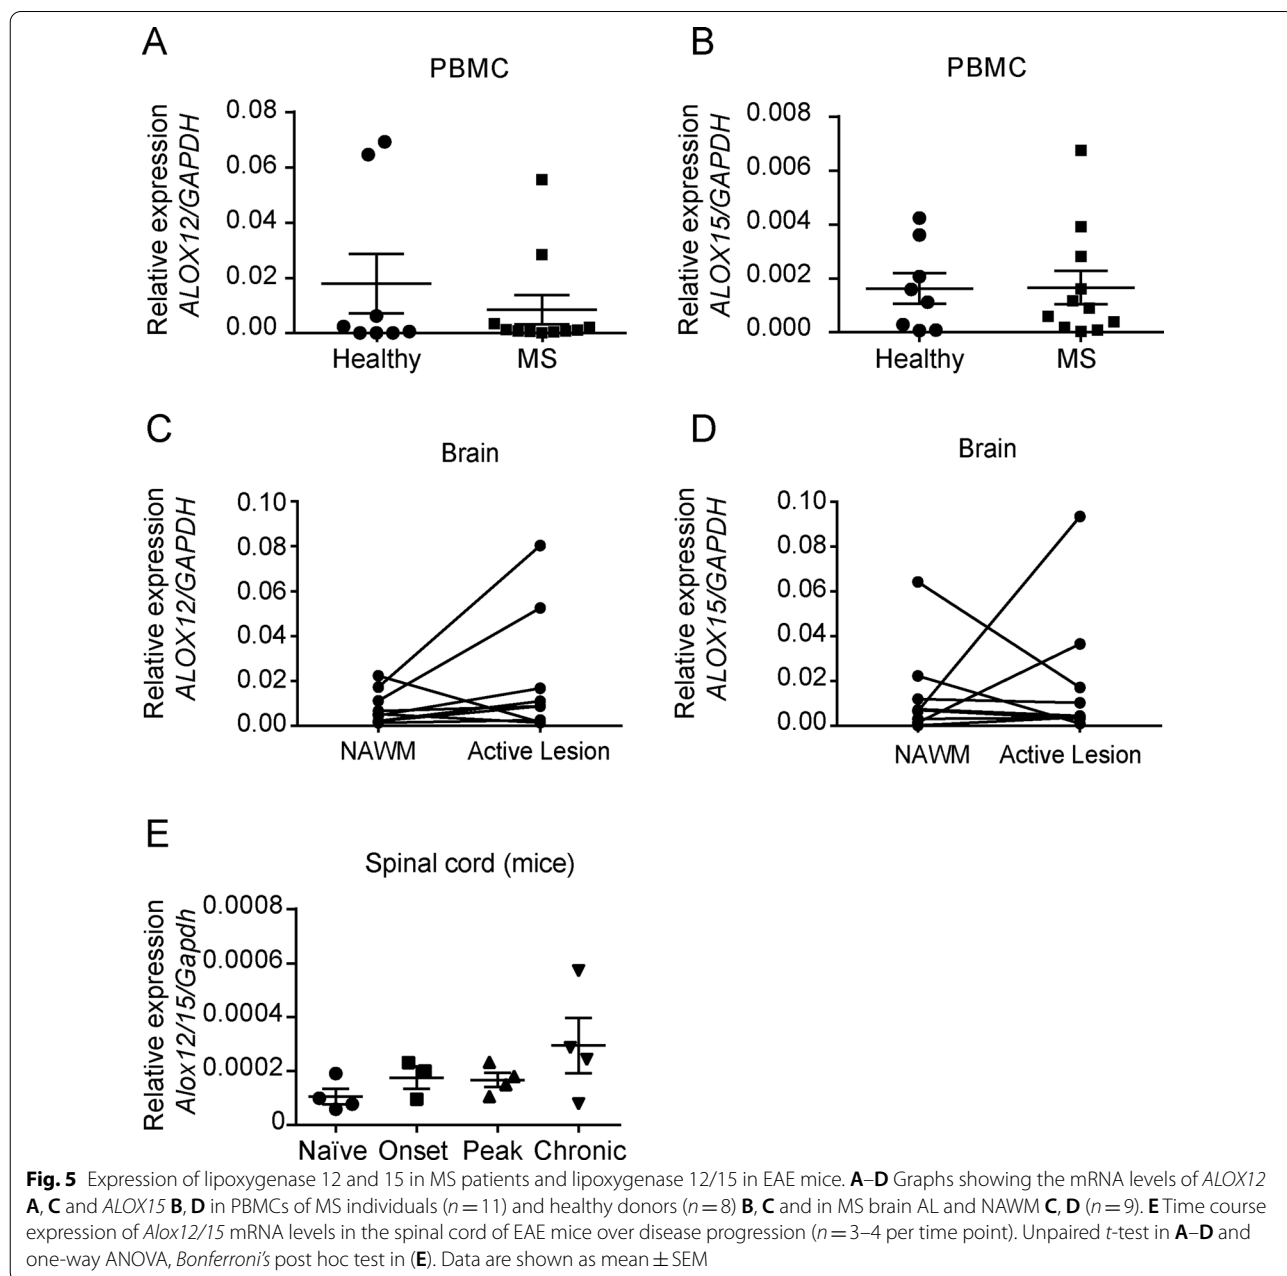 A
PBMC
Relative expression
ALOX12/GAPDH
0.08
0.06
0.04
0.02
0.00
Healthy
MS
B
PBMC
Relative expression
ALOX15/GAPDH
0.008
0.006
0.004
0.002
0.000
Healthy
MS
C
Brain
Relative expression
ALOX12/GAPDH
0.10
0.08
0.06
0.04
0.02
0.00
NAWM
Active Lesion
D
Brain
Relative expression
ALOX15/GAPDH
0.10
0.08
0.06
0.04
0.02
0.00
NAWM
Active Lesion
E
Spinal cord (mice)
Relative expression
Alox12/15/Gapdh
0.0008
0.0006
0.0004
0.0002
0
Naïve
Onset
Peak
Chronic
Fig. 5 Expression of lipoxygenase 12 and 15 in MS patients and lipoxygenase 12/15 in EAE mice. A–D Graphs showing the mRNA levels of ALOX12
A, C and ALOX15 B, D in PBMCs of MS individuals (n = 11) and healthy donors (n = 8) B, C and in MS brain AL and NAWM C, D (n = 9). E Time course
expression of Alox12/15 mRNA levels in the spinal cord of EAE mice over disease progression (n = 3–4 per time point). Unpaired t-test in A–D and
one-way ANOVA, Bonferroni's post hoc test in (E). Data are shown as mean ± SEM